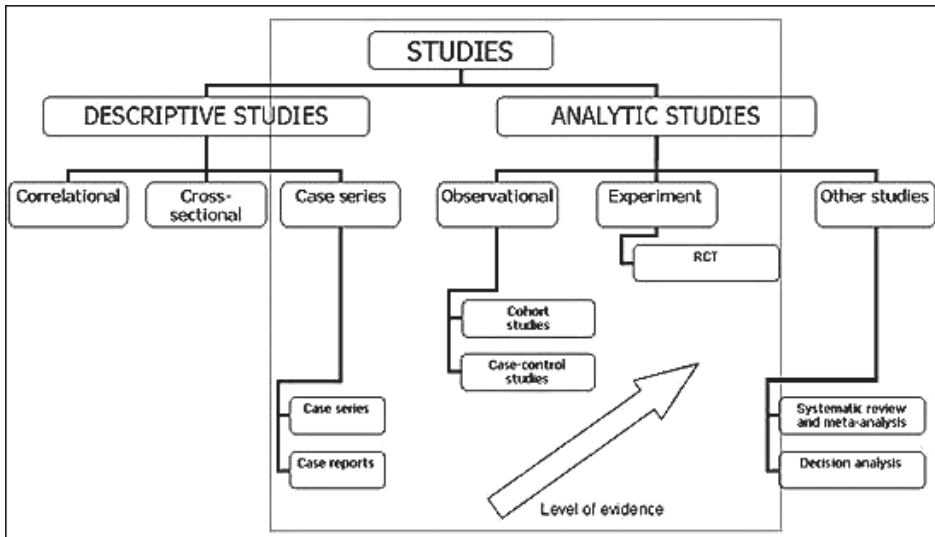 STUDIES
DESCRIPTIVE STUDIES
ANALYTIC STUDIES
Correlational
Cross-
sectional
Case series
Observational
Experiment
Other studies
RCT
Cohort
studies
Case-control
studies
Case series
Case reports
Systematic review
and meta-analysis
Decision analysis
Level of evidence